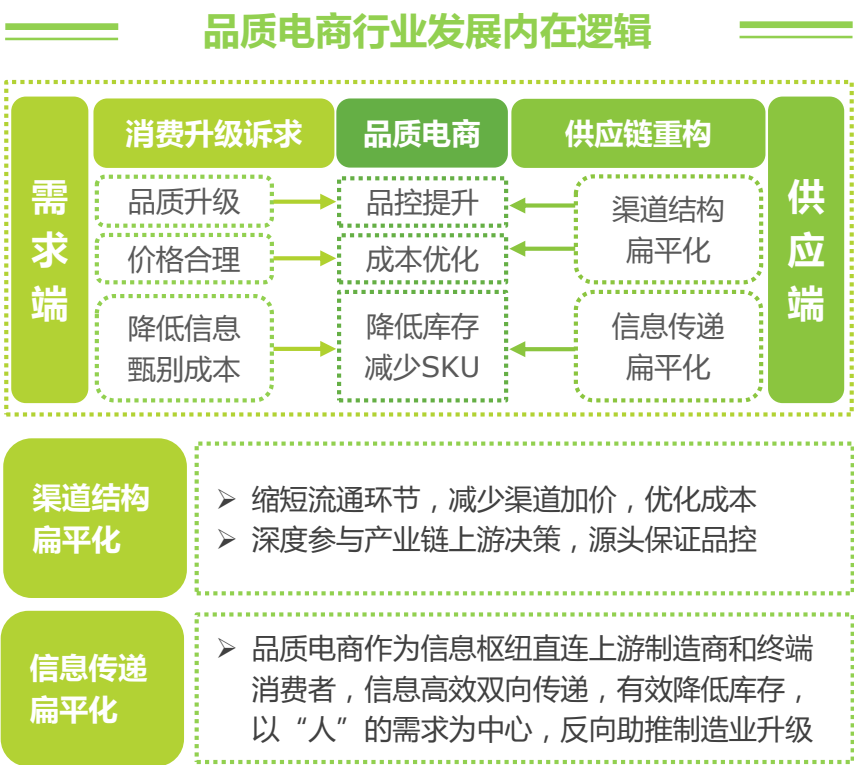 品质电商行业发展内在逻辑
需求端
消费升级诉求
品质电商
供应链重构
供应端
品质升级
品控提升
渠道结构
扁平化
价格合理
成本优化
降低信息
甄别成本
降低库存
减少SKU
信息传递
扁平化
渠道结构
扁平化
➢ 缩短流通环节，减少渠道加价，优化成本
➢ 深度参与产业链上游决策，源头保证品控
信息传递
扁平化
➢ 品质电商作为信息枢纽直连上游制造商和终端
消费者，信息高效双向传递，有效降低库存，
以“人”的需求为中心，反向助推制造业升级